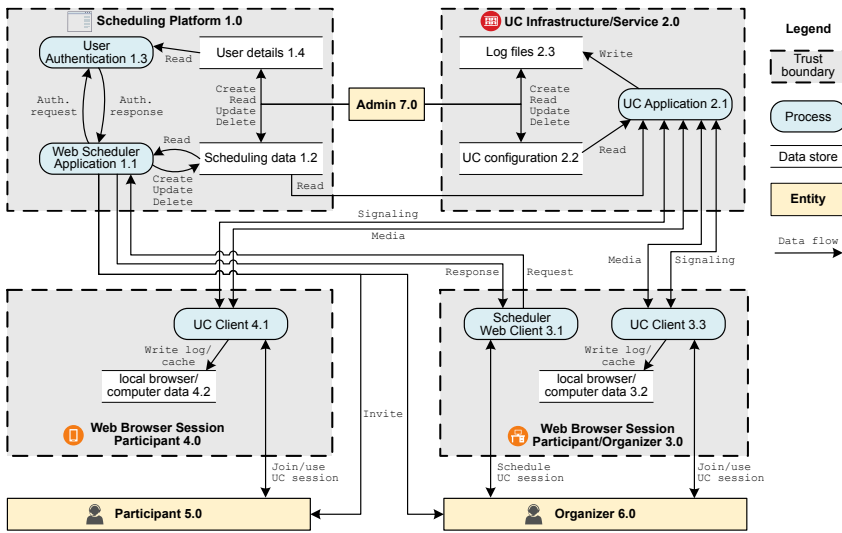 Scheduling Platform 1.0
User
Authentication 1.3
User details 1.4
Read
Auth.
request
Auth.
response
Create
Read
Update
Delete
Web Scheduler
Application 1.1
Read
Scheduling data 1.2
Create
Update
Delete
Read
Admin 7.0
UC Infrastructure/Service 2.0
Log files 2.3
Write
UC Application 2.1
Create
Read
Update
Delete
UC configuration 2.2
Read
Legend
Trust
boundary
Process
Data store
Entity
Data flow
Signaling
Media
Response
Request
Media
Signaling
UC Client 4.1
Write log/
cache
local browser/
computer data 4.2
Web Browser Session
Participant 4.0
Scheduler
Web Client 3.1
UC Client 3.3
Write log/
cache
local browser/
computer data 3.2
Web Browser Session
Participant/Organizer 3.0
Invite
Join/use
UC session
Schedule
UC session
Join/use
UC session
Participant 5.0
Organizer 6.0